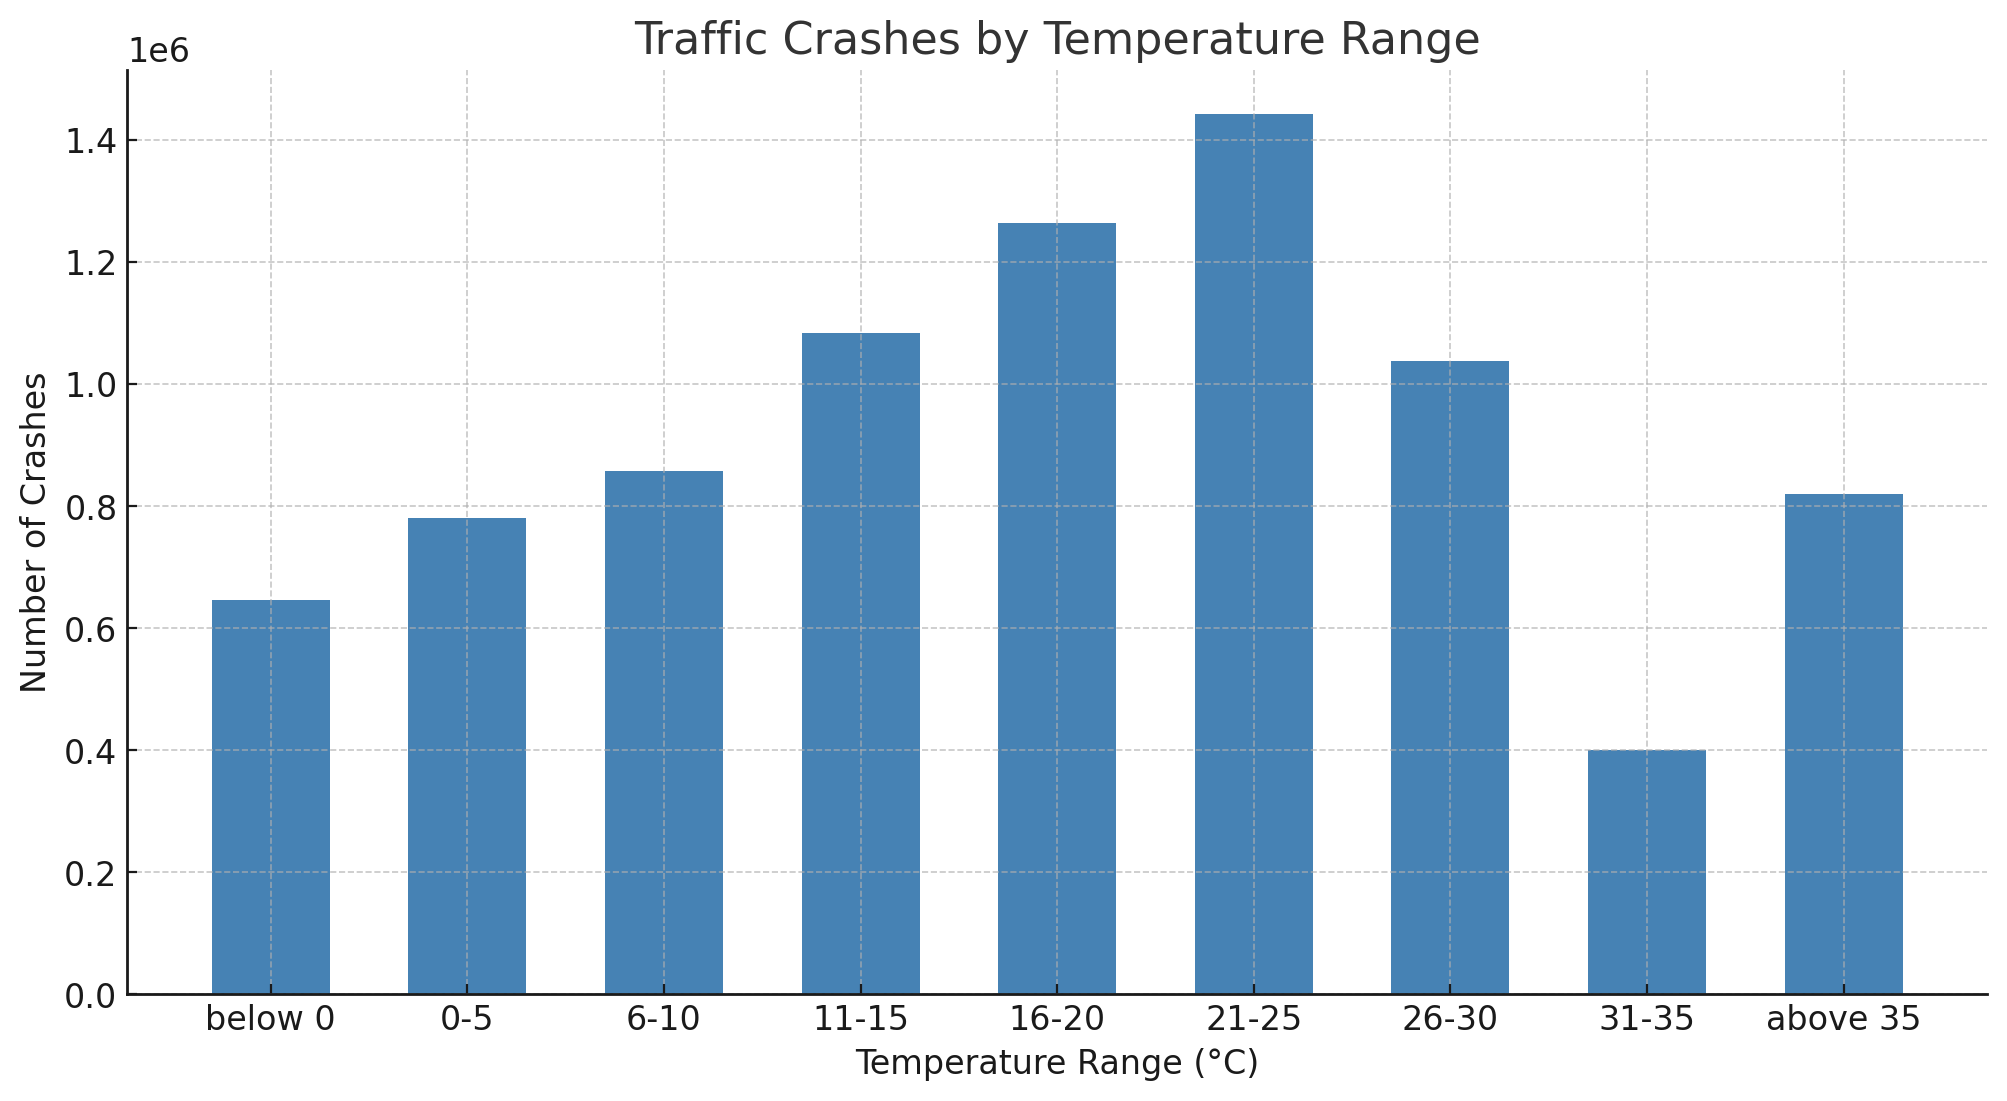 Traffic Crashes by Temperature Range
1e6
1.4
1.2
1.0
0.8
0.6
0.4
0.2
0.0
Number of Crashes
below 0 0-5 6-10 11-15 16-20 21-25 26-30 31-35 above 35
Temperature Range (°C)